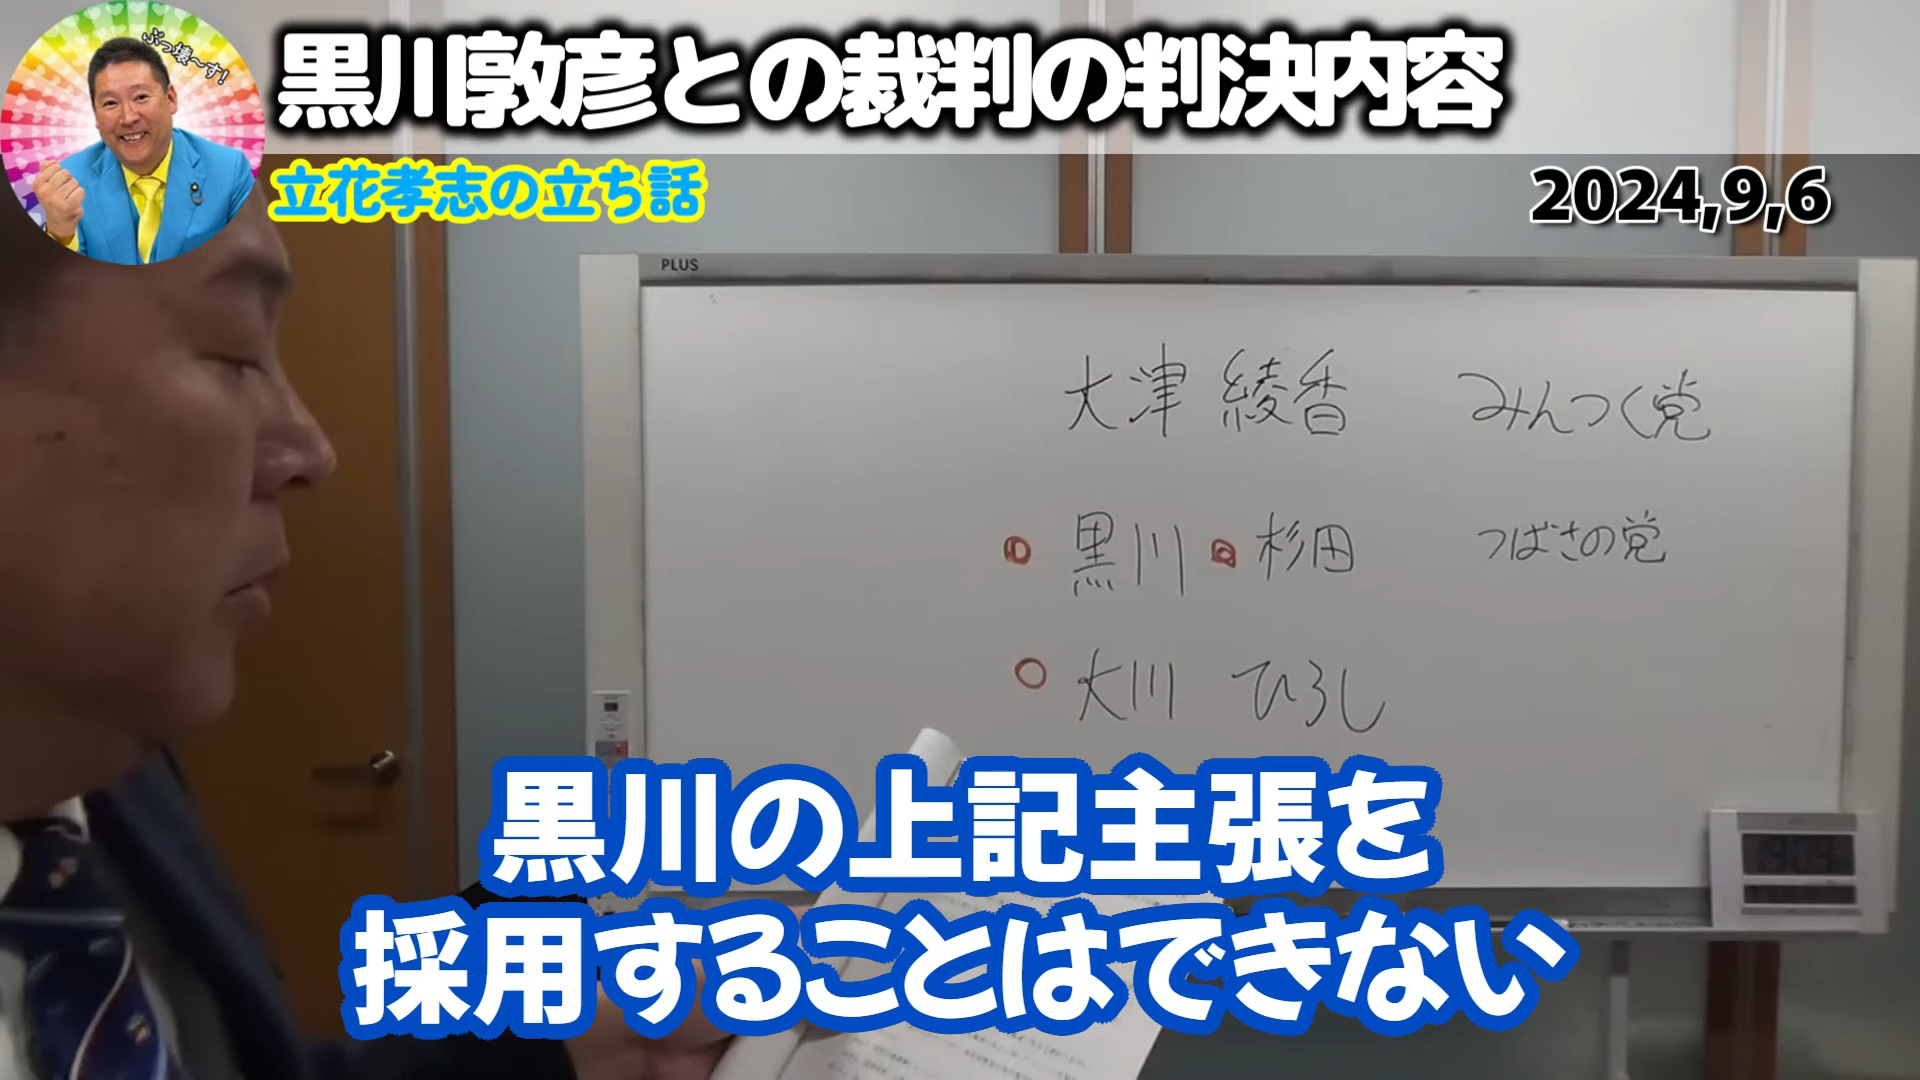 ぶっ壊～す!
黒川敦彦との裁判の判決内容
立花孝志の立ち話
2024,9,6
PLUS
大津 綾香 みんつく党
黒川 杉田 つばさの党
大川 ひろし
黒川の上記主張を
採用することはできない